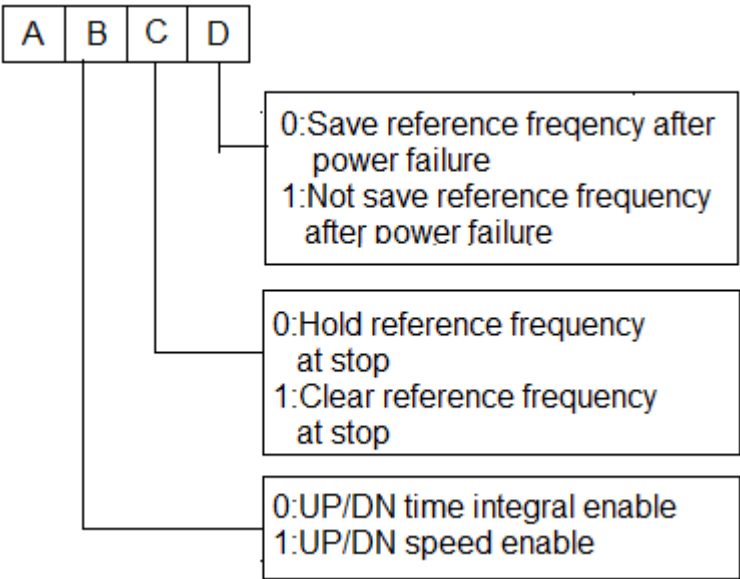 A B C D
0:Save reference freqency after
power failure
1:Not save reference frequency
after power failure
0:Hold reference frequency
at stop
1:Clear reference frequency
at stop
0:UP/DN time integral enable
1:UP/DN speed enable